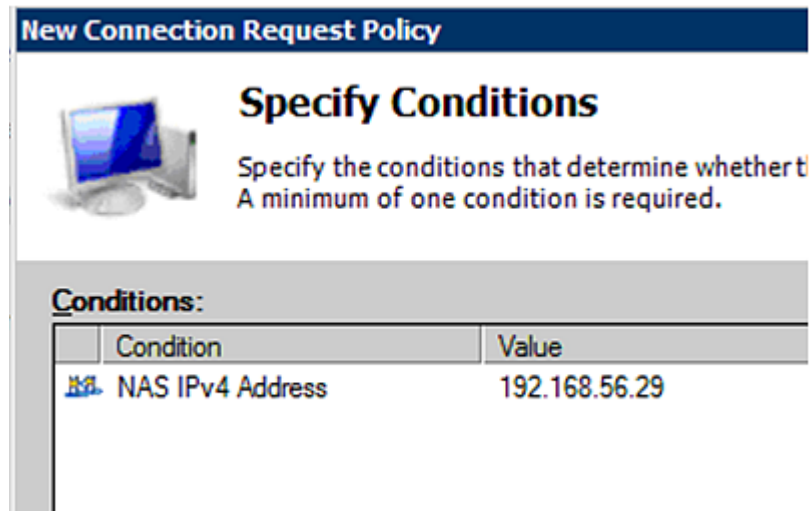 New Connection Request Policy
Specify Conditions
Specify the conditions that determine whether
A minimum of one condition is required.
Conditions:
Condition Value
NAS IPv4 Address 192.168.56.29